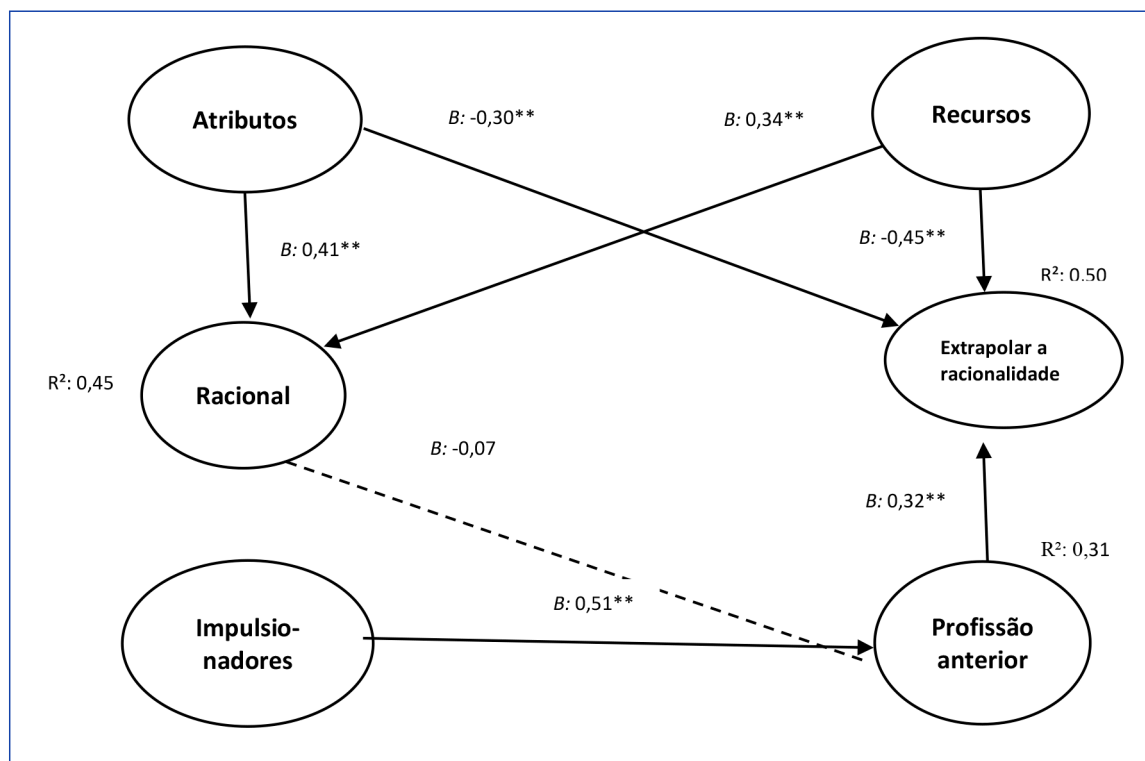 Atributos
B: -0,30**
B: 0,34**
Recursos
B: 0,41**
B: -0,45**
R²: 0.50
Extrapolar a
racionalidade
R²: 0,45
Racional
B: -0,07
B: 0,32**
R²: 0,31
B: 0,51**
Impulsio-
nadores
Profissão
anterior